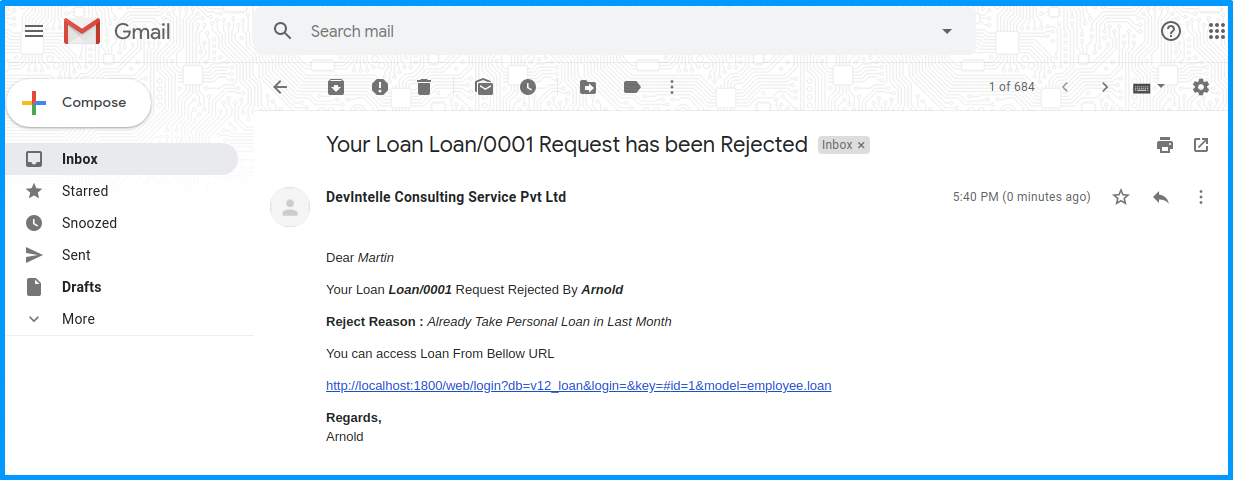 Gmail
Search mail
Compose
1 of 684
Inbox
Starred
Snoozed
Sent
Drafts
More
Your Loan Loan/0001 Request has been Rejected Inbox ×
DevIntelle Consulting Service Pvt Ltd 5:40 PM (0 minutes ago)
Dear Martin
Your Loan Loan/0001 Request Rejected By Arnold
Reject Reason : Already Take Personal Loan in Last Month
You can access Loan From Bellow URL
http://localhost:1800/web/login?db=v12_loan&login=&key=#id=1&model=employee.loan
Regards,
Arnold